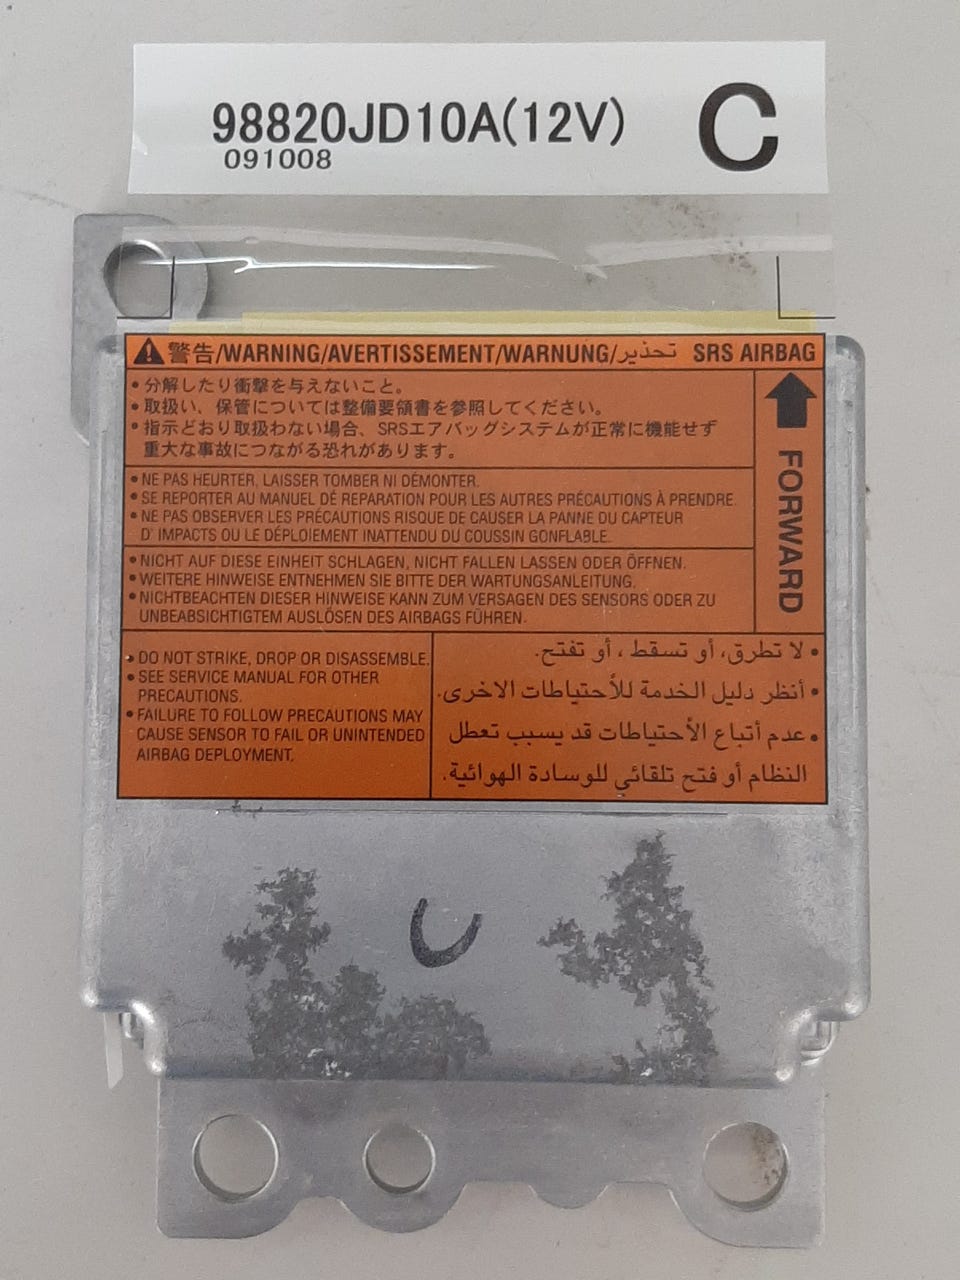 98820JD10A(12V)
C
091008
警告/WARNING/AVERTISSEMENT/WARNUNG/تحذير SRS AIRBAG
•分解したり衝撃を与えないこと。
•取扱い、保管については整備要領書を参照してください。
•指示どおり取扱わない場合、SRSエアバッグシステムが正常に機能せず
重大な事故につながる恐れがあります。
FORWARD
•NE PAS HEURTER, LAISSER TOMBER NI DÉMONTER.
•SE REPORTER AU MANUEL DE REPARATION POUR LES AUTRES PRÉCAUTIONS À PRENDRE.
•NE PAS OBSERVER LES PRÉCAUTIONS RISQUE DE CAUSER LA PANNE DU CAPTEUR
D' IMPACTS OU LE DÉPLOIEMENT INATTENDU DU COUSSIN GONFLABLE.
•NICHT AUF DIESE EINHEIT SCHLAGEN, NICHT FALLEN LASSEN ODER ÖFFNEN.
•WEITERE HINWEISE ENTNEHMEN SIE BITTE DER WARTUNGSANLEITUNG.
•NICHTBEACHTEN DIESER HINWEISE KANN ZUM VERSAGEN DES SENSORS ODER ZU
UNBEABSICHTIGTEM AUSLÖSEN DES AIRBAGS FÜHREN.
•DO NOT STRIKE, DROP OR DISASSEMBLE.
•SEE SERVICE MANUAL FOR OTHER
PRECAUTIONS.
•FAILURE TO FOLLOW PRECAUTIONS MAY
CAUSE SENSOR TO FAIL OR UNINTENDED
AIRBAG DEPLOYMENT.
• لا تطرق، أو تسقط ، أو تفتح.
• أنظر دليل الخدمة للأحتياطات الاخرى.
• عدم أتباع الأحتياطات قد يسبب تعطل
النظام أو فتح تلقائي للوسادة الهوائية.